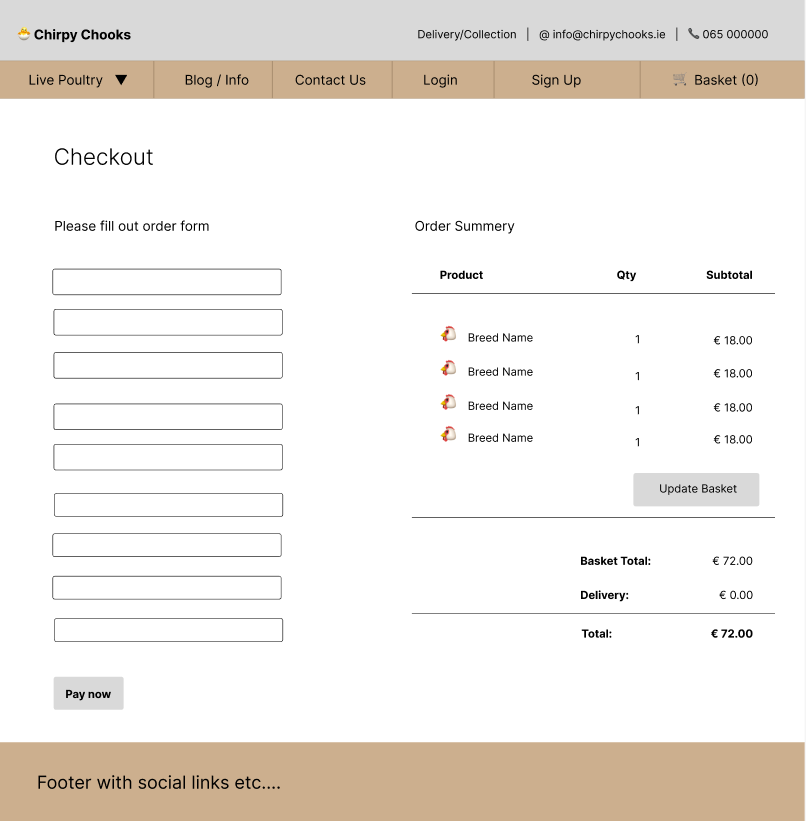 Chirpy Chooks
Delivery/Collection | @ info@chirpychooks.ie | 065 000000
Live Poultry ▼ Blog / Info Contact Us Login Sign Up Basket (0)
Checkout
Please fill out order form
Pay now
Order Summery
Product Qty Subtotal
Breed Name 1 € 18.00
Breed Name 1 € 18.00
Breed Name 1 € 18.00
Breed Name 1 € 18.00
Update Basket
Basket Total: € 72.00
Delivery: € 0.00
Total: € 72.00
Footer with social links etc....